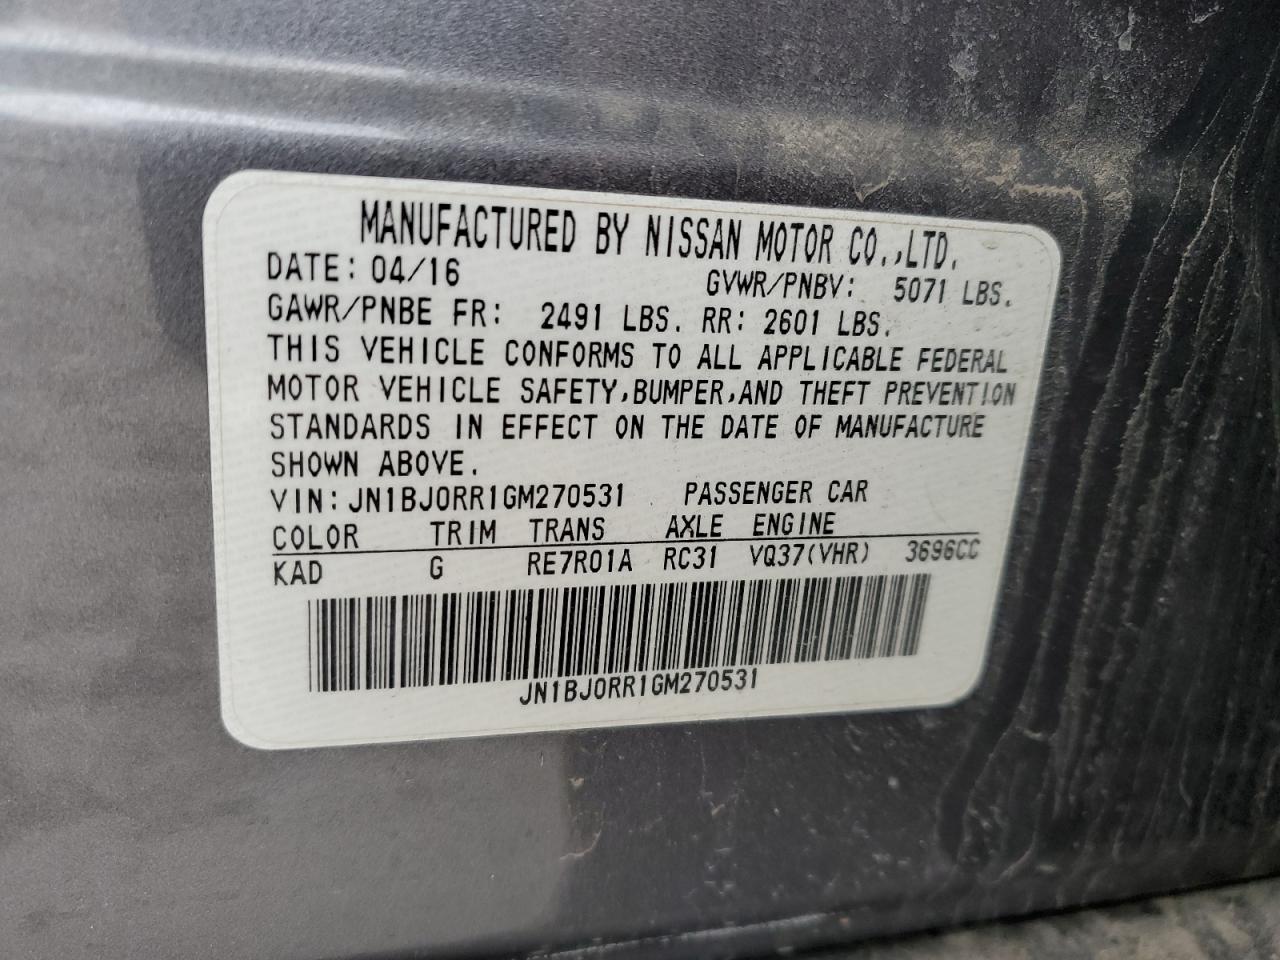 MANUFACTURED BY NISSAN MOTOR CO.,LTD.
DATE: 04/16 GVWR/PNBV: 5071 LBS.
GAWR/PNBE FR: 2491 LBS. RR: 2601 LBS.
THIS VEHICLE CONFORMS TO ALL APPLICABLE FEDERAL
MOTOR VEHICLE SAFETY,BUMPER,AND THEFT PREVENTION
STANDARDS IN EFFECT ON THE DATE OF MANUFACTURE
SHOWN ABOVE.
VIN:JN1BJ0RR1GM270531 PASSENGER CAR
COLOR TRIM TRANS AXLE ENGINE
KAD G RE7R01A RC31 VQ37(VHR) 3696CC
JN1BJ0RR1GM270531